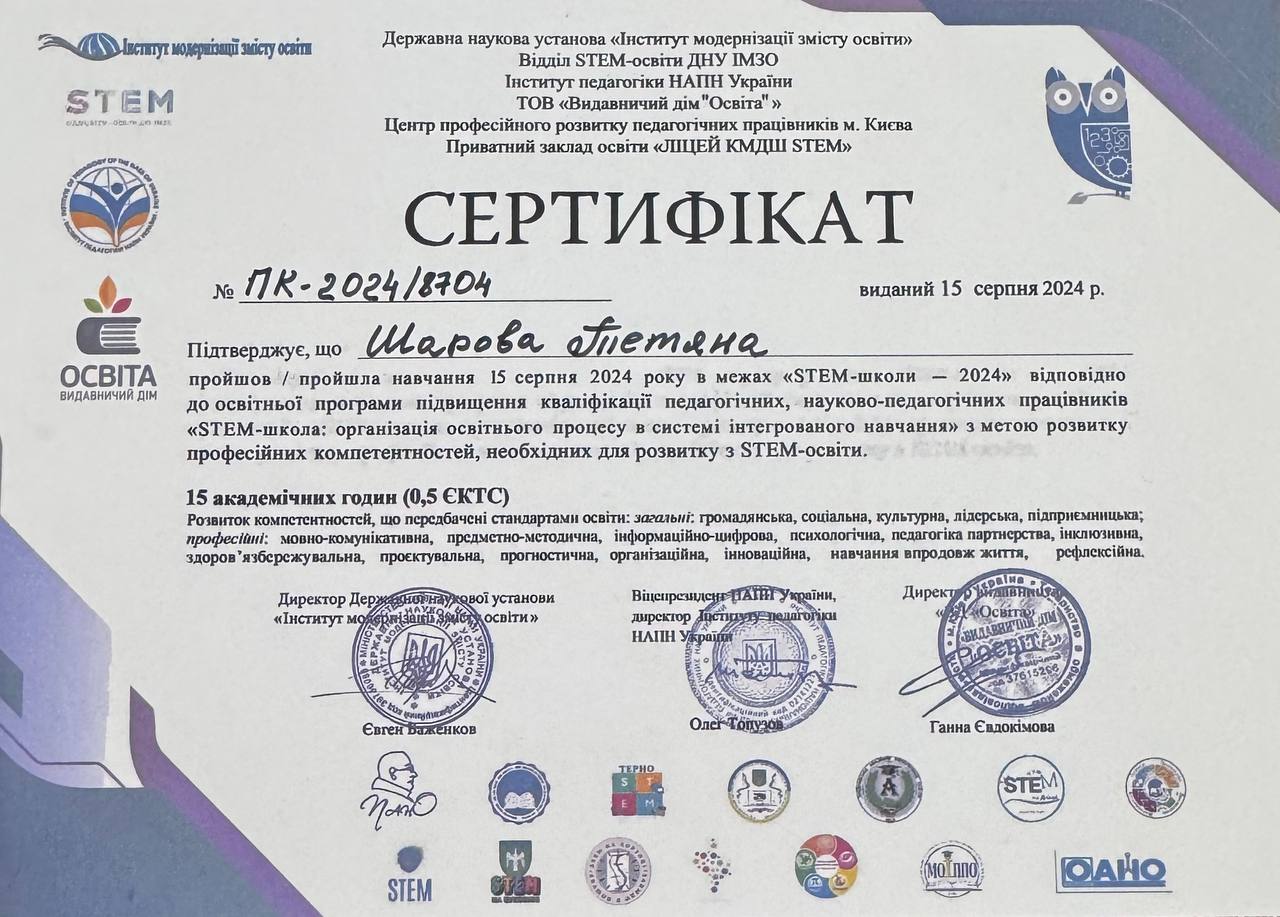 Інститут модернізації змісту освіти
STEM
Державна наукова установа «Інститут модернізації змісту освіти»
Відділ STEM-освіти ДНУ ІМЗО
Інститут педагогіки НАПН України
ТОВ «Видавничий дім "Освіта" »
Центр професійного розвитку педагогічних працівників м. Києва
Приватний заклад освіти «ЛІЦЕЙ КМДШ STEM»
СЕРТИФІКАТ
№ ПК-2024/8704
виданий 15 серпня 2024 р.
ОСВІТА
ВИДАВНИЧИЙ ДІМ
Підтверджує, що Шарова Тетяна
пройшов / пройшла навчання 15 серпня 2024 року в межах «STEM-школи — 2024» відповідно
до освітньої програми підвищення кваліфікації педагогічних, науково-педагогічних працівників
«STEM-школа: організація освітнього процесу в системі інтегрованого навчання» з метою розвитку
професійних компетентностей, необхідних для розвитку з STEM-освіти.
15 академічних годин (0,5 ЄКТС)
Розвиток компетентностей, що передбачені стандартами освіти: загальні: громадянська, соціальна, культурна, лідерська, підприємницька;
професійні: мовно-комунікативна, предметно-методична, інформаційно-цифрова, психологічна, педагогіка партнерства, інклюзивна,
здоров'язбережувальна, проєктувальна, прогностична, організаційна, інноваційна, навчання впродовж життя, рефлексійна.
Директор Державної наукової установи
«Інститут модернізації змісту освіти»
Віцепрезидент НАПН України,
директор Інституту педагогіки
НАПН України
Директор Видавництва
«Освіта»
ВИДАВНИЧИЙ ДІМ
«ОСВІТА»
37615266
Євген Баженков
Олег Топузов
Ганна Євдокімова
ТЕРНО
STEM
STEM
STEM
STEM
МОІППО
ОАНО